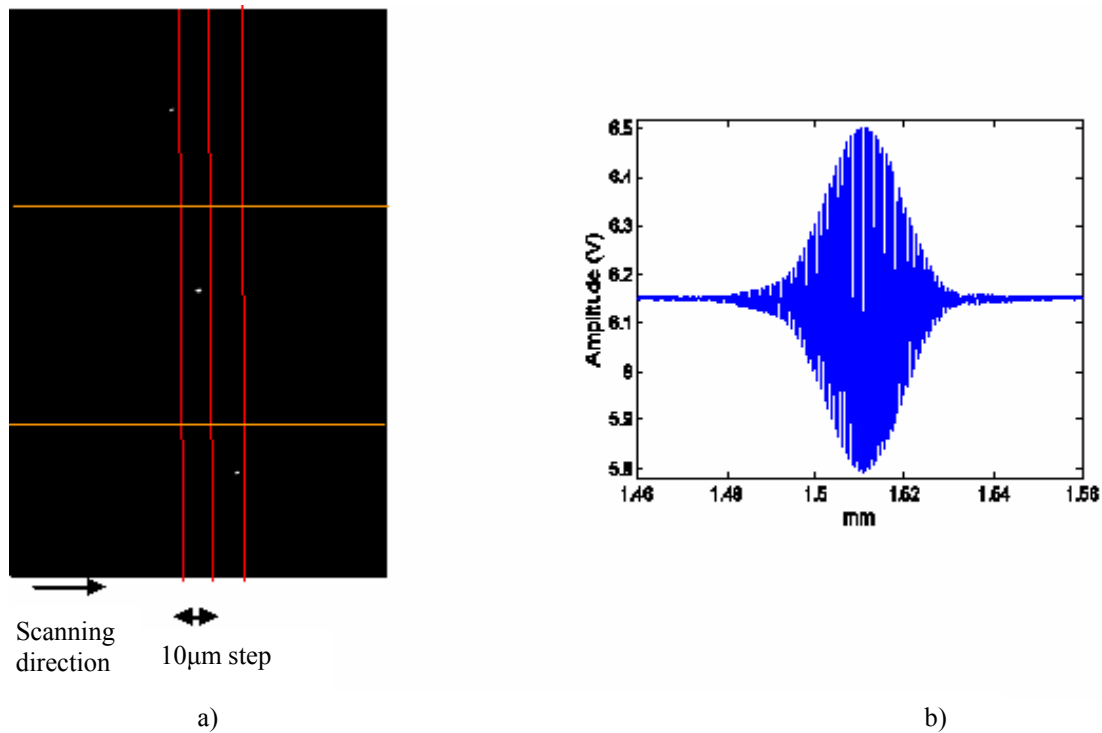 Scanning
direction
10μm step
a)
6.5
6.4
6.3
6.2
6.1
6
5.9
5.8
Amplitude (V)
1.46 1.48 1.5 1.52 1.54 1.56
mm
b)